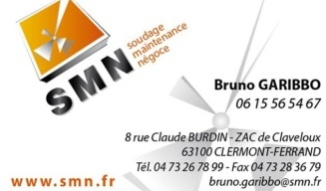 soudage
maintenance
négoce
SMN
Bruno GARIBBO
06 15 56 54 67
8 rue Claude BURDIN - ZAC de Claveloux
63100 CLERMONT-FERRAND
Tél. 04 73 26 78 99 - Fax 04 73 28 36 79
www.smn.fr
bruno.garibbo@smn.fr